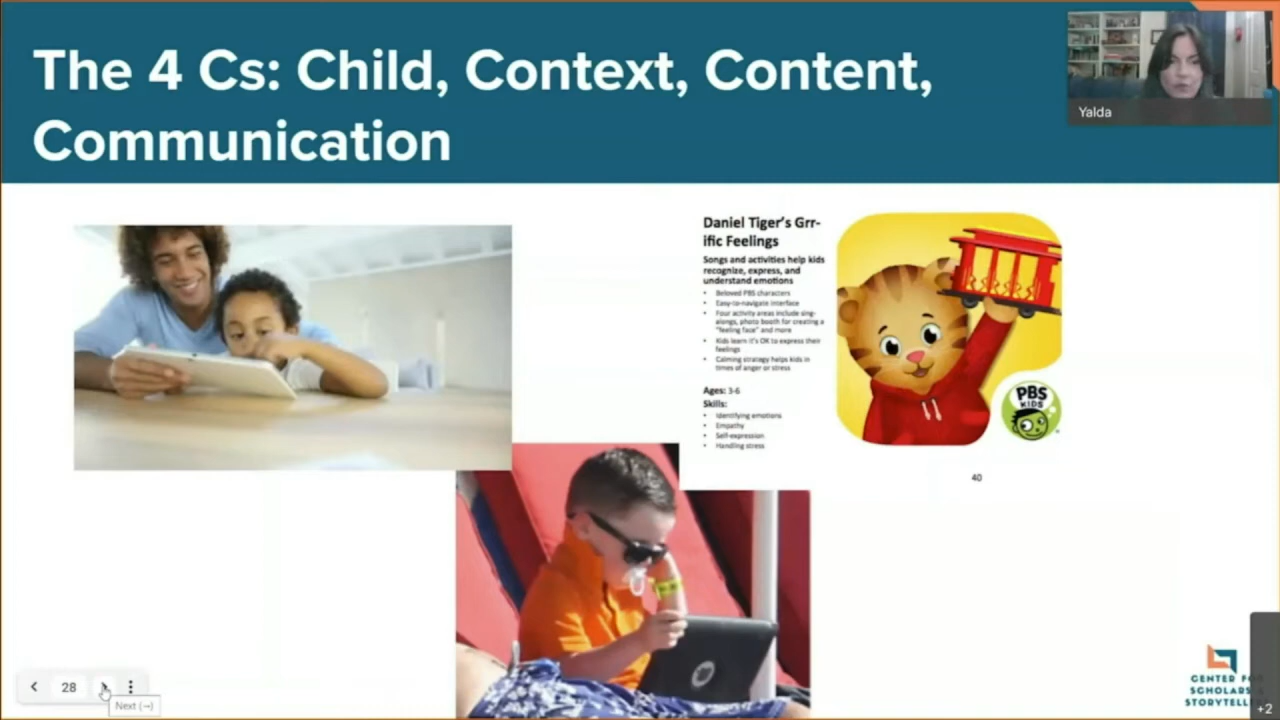 The 4 Cs: Child, Context, Content,
Communication
Yalda
Daniel Tiger's Grr-
ific Feelings
Songs and activities help kids
recognize, express, and
understand emotions
• Beloved PBS characters
• Easy-to-navigate interface
• Four activity areas include sing-
alongs, photo booth for creating a
"feeling face" and more
• Kids learn it's OK to express their
feelings
• Calming strategy helps kids in
times of anger or stress
Ages: 3-6
Skills:
• Identifying emotions
• Empathy
• Self-expression
• Handling stress
PBS
KIDS
40
28
Next (→)
CENTER
SCHOLARS
+2